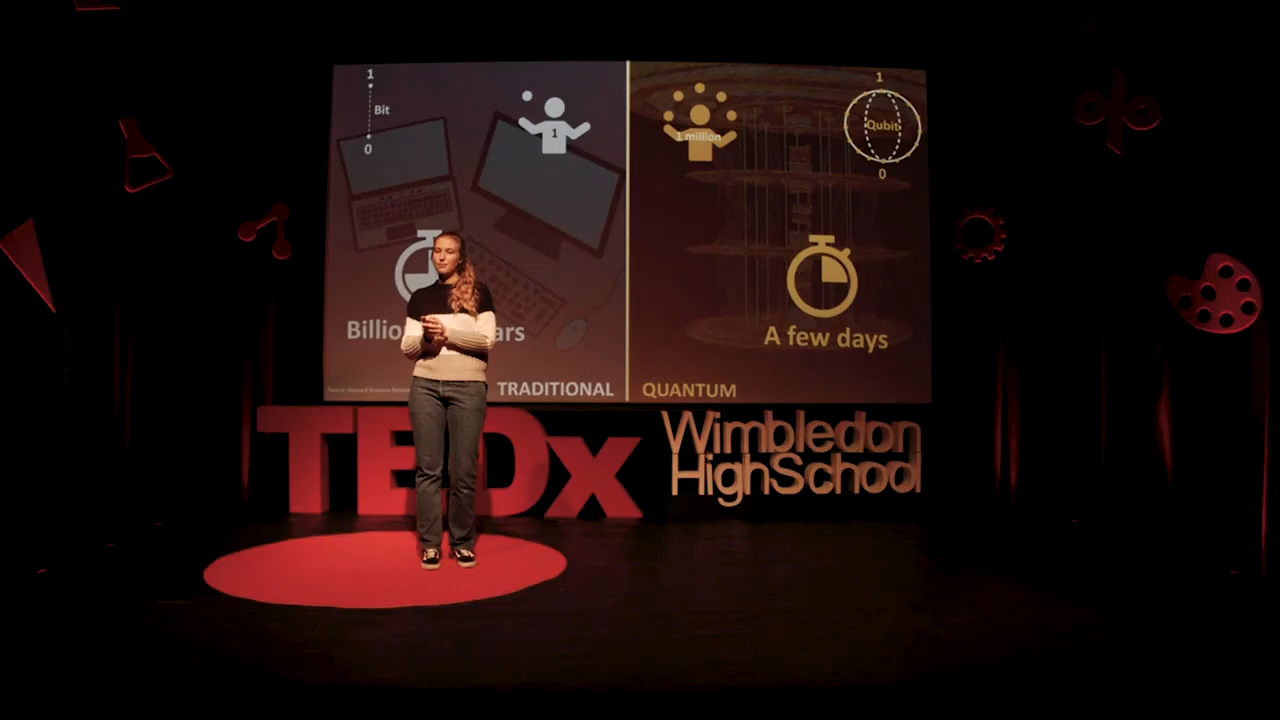 1
Bit
0
1
1 million
1
Qubit
0
Billio ars
A few days
TRADITIONAL
QUANTUM
TEDx
Wimbledon
HighSchool